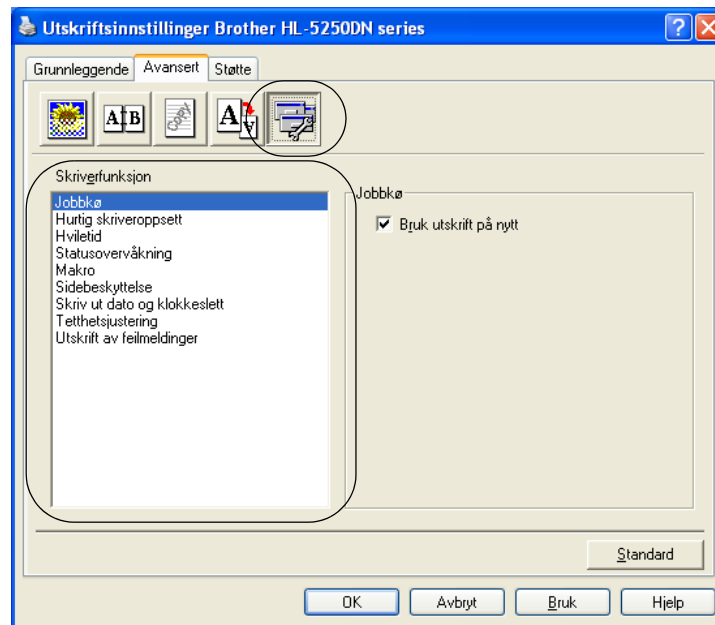 Utskriftsinnstillinger Brother HL-5250DN series
Grunnleggende Avansert Støtte
A B copy A A
Skriverfunksjon
Jobbkø
Hurtig skriveroppsett
Hviletid
Statusovervåkning
Makro
Sidebeskyttelse
Skriv ut dato og klokkeslett
Tetthetsjustering
Utskrift av feilmeldinger
Jobbkø
Bruk utskrift på nytt
Standard
OK Avbryt Bruk Hjelp